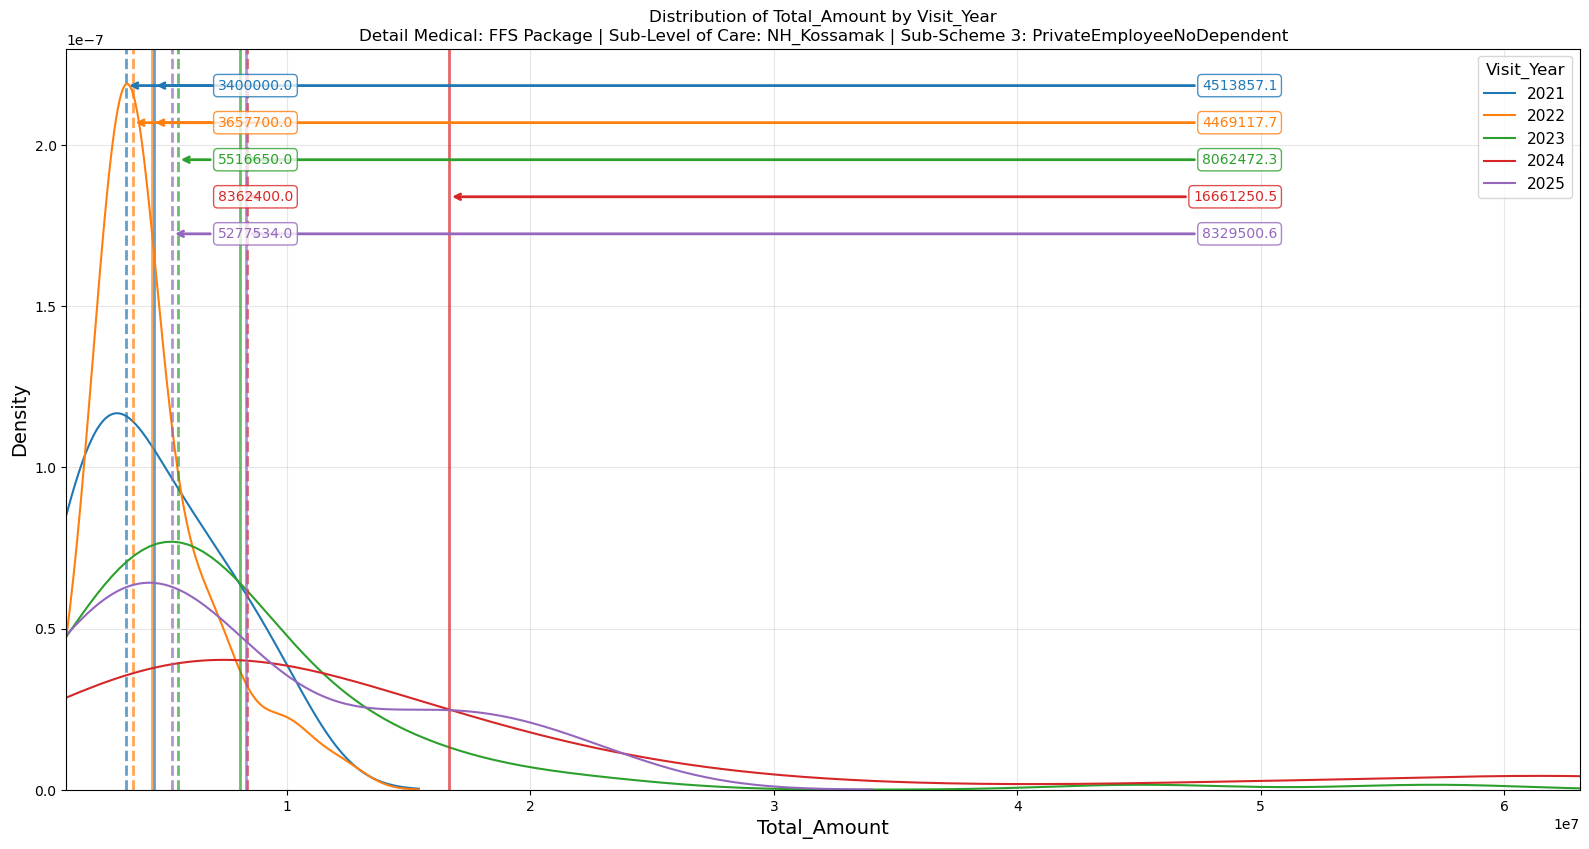 Distribution of Total_Amount by Visit_Year
Detail Medical: FFS Package | Sub-Level of Care: NH_Kossamak | Sub-Scheme 3: PrivateEmployeeNoDependent
1e−7
Visit_Year
2021
2022
2023
2024
2025
3400000.0 4513857.1
3657700.0 4469117.7
5516650.0 8062472.3
8362400.0 16661250.5
5277534.0 8329500.6
2.0
1.5
1.0
0.5
0.0
Density
1 2 3 4 5 6
1e7
Total_Amount